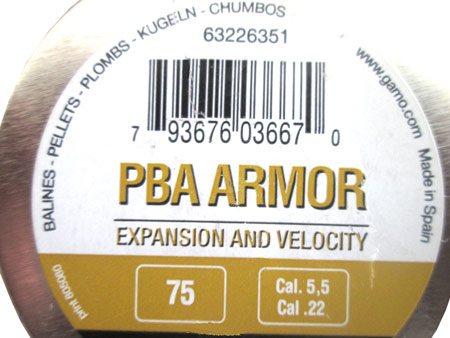 BALINES - PELLETS - PLOMBS - KUGELN - CHUMBOS
63226351
www.gamo.com Made in Spain
7 93676 03667 0
PBA ARMOR
EXPANSION AND VELOCITY
75
Cal. 5,5
Cal .22